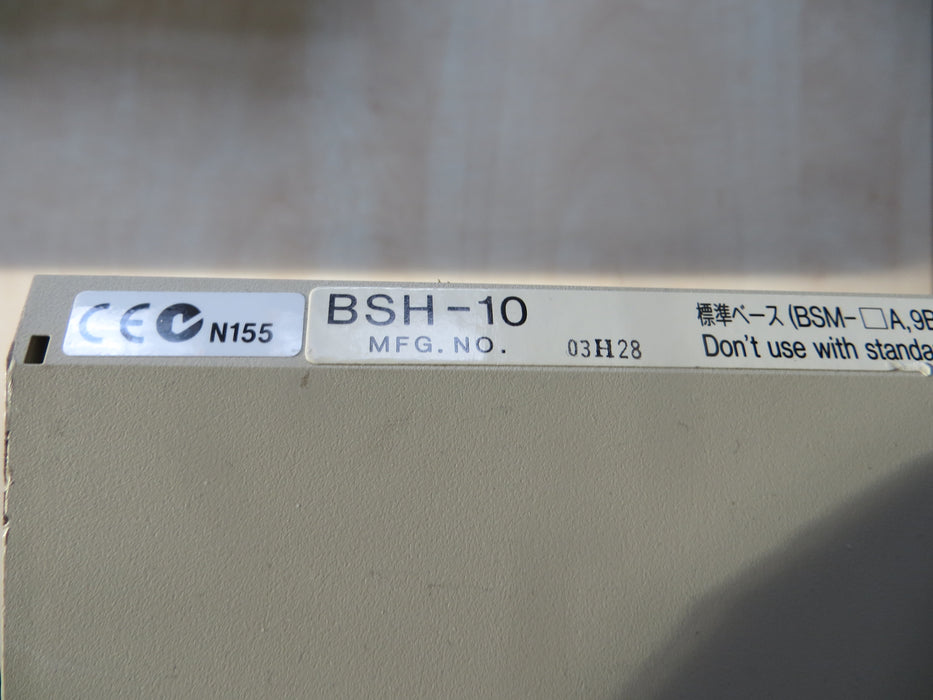 CE N155
BSH-10
MFG. NO. 03H28
標準ベース (BSM-□A,9B
Don't use with standa